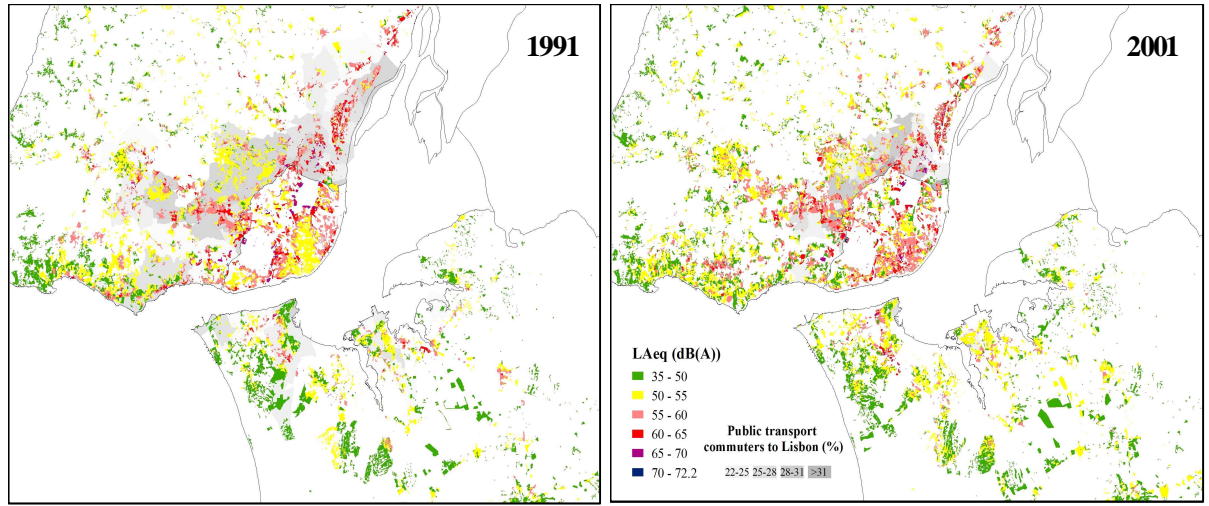 1991
2001
LAeq (dB(A))
35 - 50
50 - 55
55 - 60
60 - 65
65 - 70
70 - 72.2
Public transport
commuters to Lisbon (%)
22-25 25-28 28-31 >31